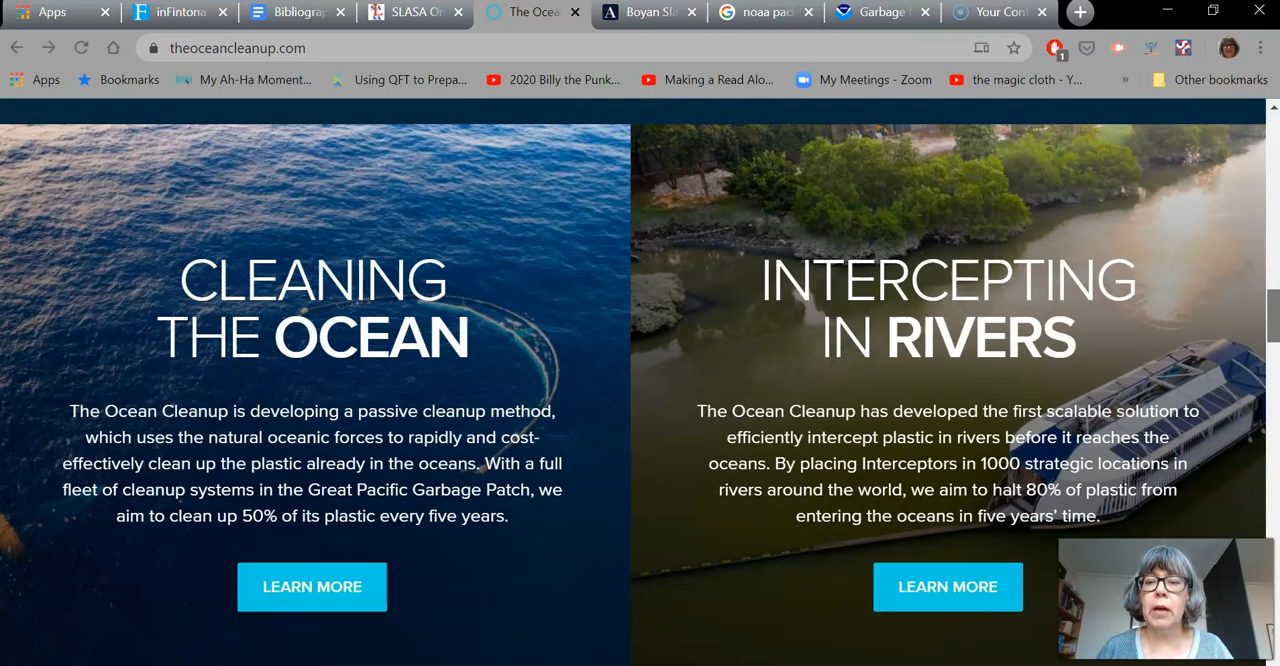 Apps
inFintona
Bibliograp
SLASA On
The Ocea
Boyan Sla
noaa paci
Garbage
Your Con
theoceancleanup.com
1
Apps
Bookmarks
My Ah-Ha Moment...
Using QFT to Prepa...
2020 Billy the Punk...
Making a Read Alo...
My Meetings - Zoom
the magic cloth - Y...
»
Other bookmarks
CLEANING
THE OCEAN
The Ocean Cleanup is developing a passive cleanup method,
which uses the natural oceanic forces to rapidly and cost-
effectively clean up the plastic already in the oceans. With a full
fleet of cleanup systems in the Great Pacific Garbage Patch, we
aim to clean up 50% of its plastic every five years.
LEARN MORE
INTERCEPTING
IN RIVERS
The Ocean Cleanup has developed the first scalable solution to
efficiently intercept plastic in rivers before it reaches the
oceans. By placing Interceptors in 1000 strategic locations in
rivers around the world, we aim to halt 80% of plastic from
entering the oceans in five years’ time.
LEARN MORE